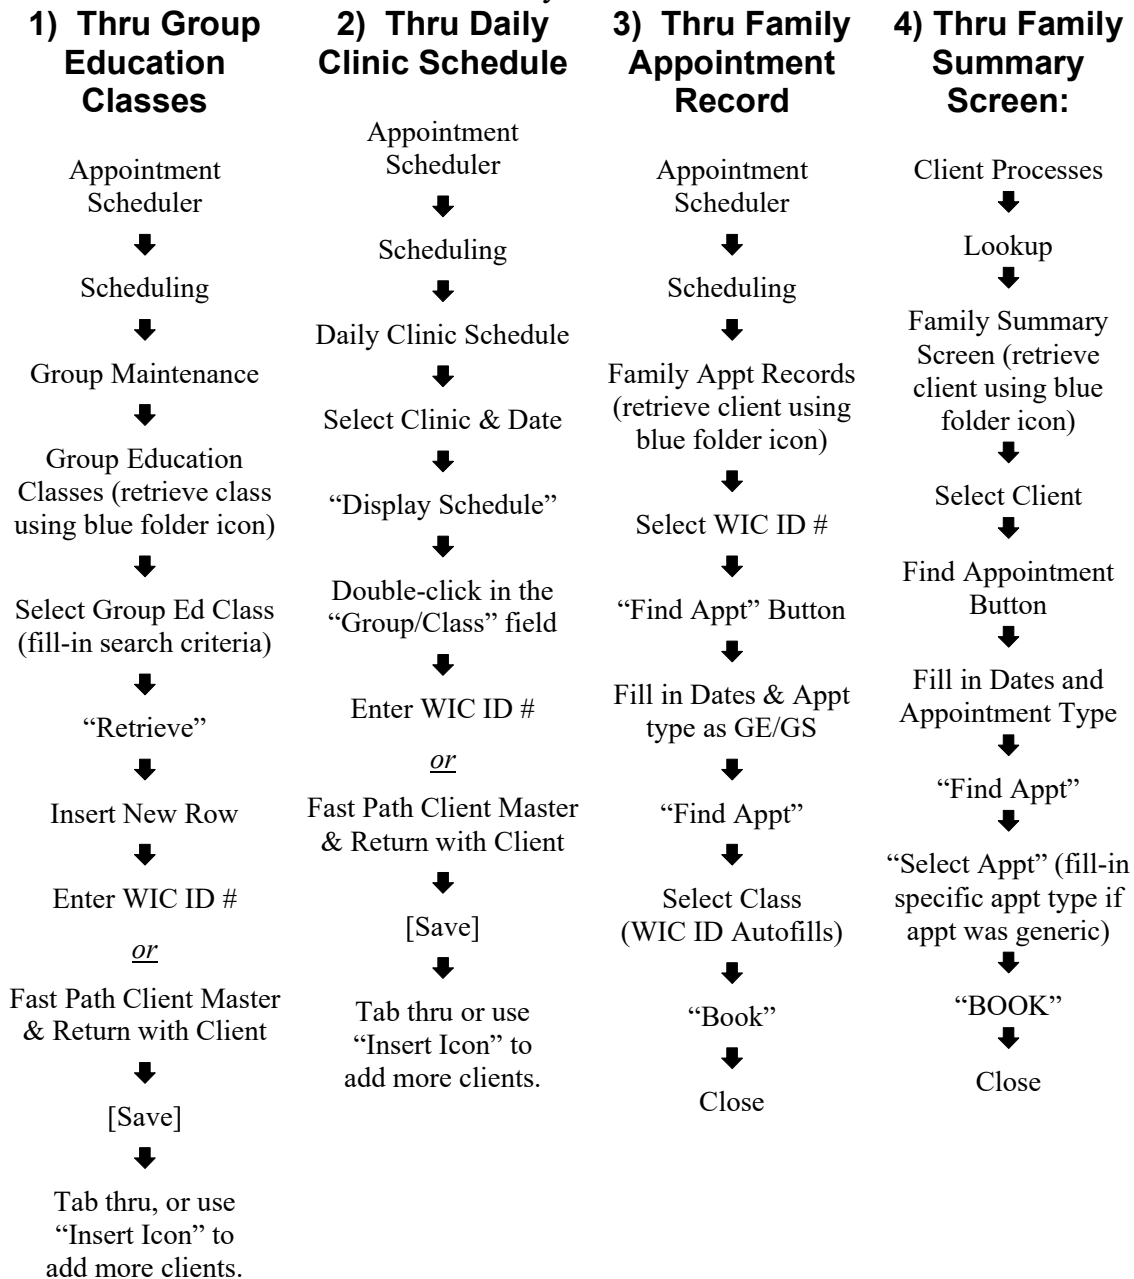 1) Thru Group
Education
Classes
Appointment
Scheduler
Scheduling
Group Maintenance
Group Education
Classes (retrieve class
using blue folder icon)
Select Group Ed Class
(fill-in search criteria)
“Retrieve”
Insert New Row
Enter WIC ID #
or
Fast Path Client Master
& Return with Client
[Save]
Tab thru, or use
“Insert Icon” to
add more clients.
2) Thru Daily
Clinic Schedule
Appointment
Scheduler
Scheduling
Daily Clinic Schedule
Select Clinic & Date
“Display Schedule”
Double-click in the
“Group/Class” field
Enter WIC ID #
or
Fast Path Client Master
& Return with Client
[Save]
Tab thru or use
“Insert Icon” to
add more clients.
3) Thru Family
Appointment
Record
Appointment
Scheduler
Scheduling
Family Appt Records
(retrieve client using
blue folder icon)
Select WIC ID #
“Find Appt” Button
Fill in Dates & Appt
type as GE/GS
“Find Appt”
Select Class
(WIC ID Autofills)
“Book”
Close
4) Thru Family
Summary
Screen:
Client Processes
Lookup
Family Summary
Screen (retrieve
client using blue
folder icon)
Select Client
Find Appointment
Button
Fill in Dates and
Appointment Type
“Find Appt”
“Select Appt” (fill-in
specific appt type if
appt was generic)
“BOOK”
Close